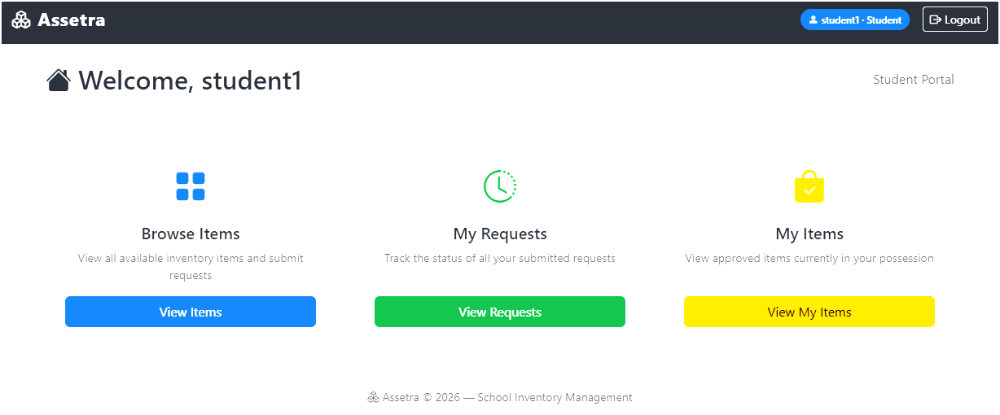 Assetra
student1 · Student
Logout
Welcome, student1
Student Portal
Browse Items
View all available inventory items and submit
requests
View Items
My Requests
Track the status of all your submitted requests
View Requests
My Items
View approved items currently in your possession
View My Items
Assetra © 2026 — School Inventory Management